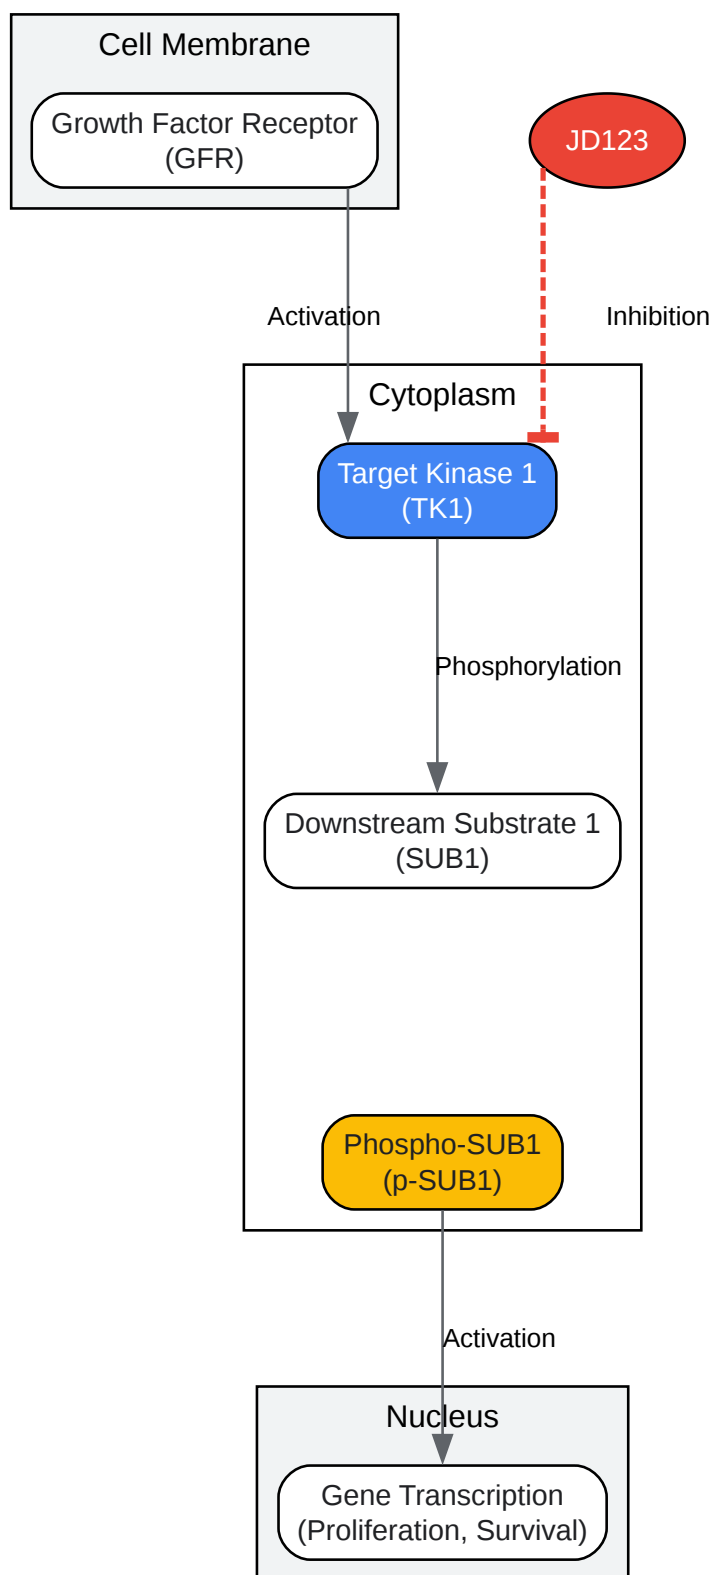 Cell Membrane
Growth Factor Receptor
(GFR)
JD123
Activation
Inhibition
Cytoplasm
Target Kinase 1
(TK1)
Phosphorylation
Downstream Substrate 1
(SUB1)
Phospho-SUB1
(p-SUB1)
Activation
Nucleus
Gene Transcription
(Proliferation, Survival)